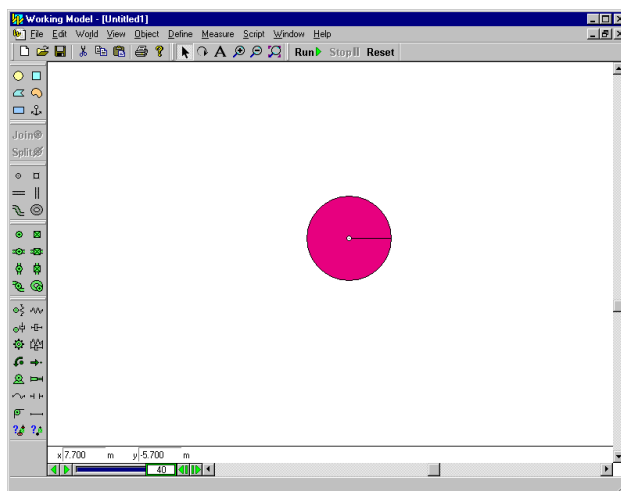 Working Model - [Untitled1]
File Edit World View Object Define Measure Script Window Help
Run Stop Reset
Join
Split
x 7.700 m y -5.700 m
40